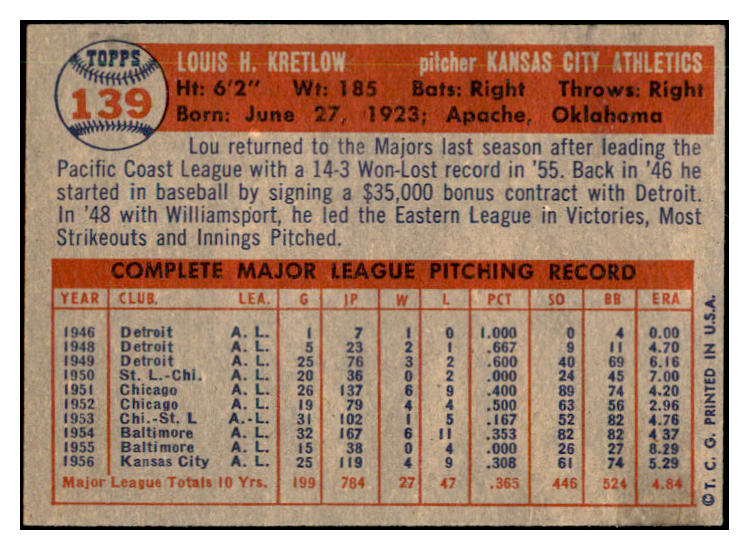 TOPPS
139
LOUIS H. KRETLOW pitcher KANSAS CITY ATHLETICS
Ht: 6'2" Wt: 185 Bats: Right Throws: Right
Born: June 27, 1923; Apache, Oklahoma
Lou returned to the Majors last season after leading the
Pacific Coast League with a 14-3 Won-Lost record in '55. Back in '46 he
started in baseball by signing a $35,000 bonus contract with Detroit.
In '48 with Williamsport, he led the Eastern League in Victories, Most
Strikeouts and Innings Pitched.
COMPLETE MAJOR LEAGUE PITCHING RECORD
YEAR CLUB. LEA. G IP W L PCT SO BB ERA
1946 Detroit A. L. 1 7 1 0 1.000 0 4 0.00
1948 Detroit A. L. 5 23 2 1 .667 9 11 4.70
1949 Detroit A. L. 25 76 3 2 .600 40 69 6.16
1950 St. L.-Chi. A. L. 20 36 0 2 .000 24 45 7.00
1951 Chicago A. L. 26 137 6 9 .400 89 74 4.20
1952 Chicago A. L. 19 79 4 4 .500 63 56 2.96
1953 Chi.-St. L A.-L. 31 102 1 5 .167 52 82 4.76
1954 Baltimore A. L. 32 167 6 11 .353 82 82 4.37
1955 Baltimore A. L. 15 38 0 4 .000 26 27 8.29
1956 Kansas City A. L. 25 119 4 9 .308 61 74 5.29
Major League Totals 10 Yrs. 199 784 27 47 .365 446 524 4.84
© T. C. G. PRINTED IN U.S.A.